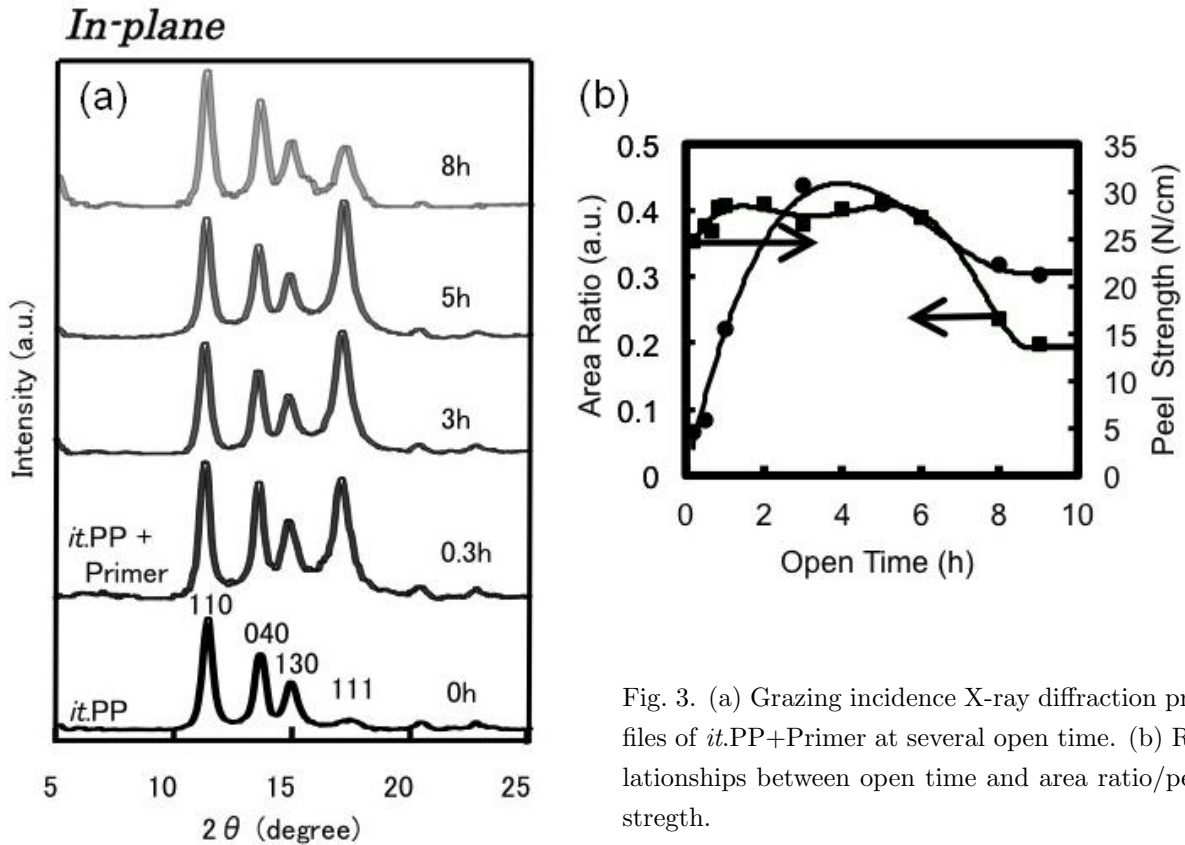 In-plane
(a)
8h
5h
3h
it.PP +
Primer
0.3h
110
040
130
111
it.PP
0h
Intensity (a.u.)
5 10 15 20 25
2θ (degree)
(b)
0.5
0.4
0.3
0.2
0.1
0
Area Ratio (a.u.)
35
30
25
20
15
10
5
0
Peel Strength (N/cm)
0 2 4 6 8 10
Open Time (h)
Fig. 3. (a) Grazing incidence X-ray diffraction pr
files of it.PP+Primer at several open time. (b) R
lationships between open time and area ratio/pe
stregth.